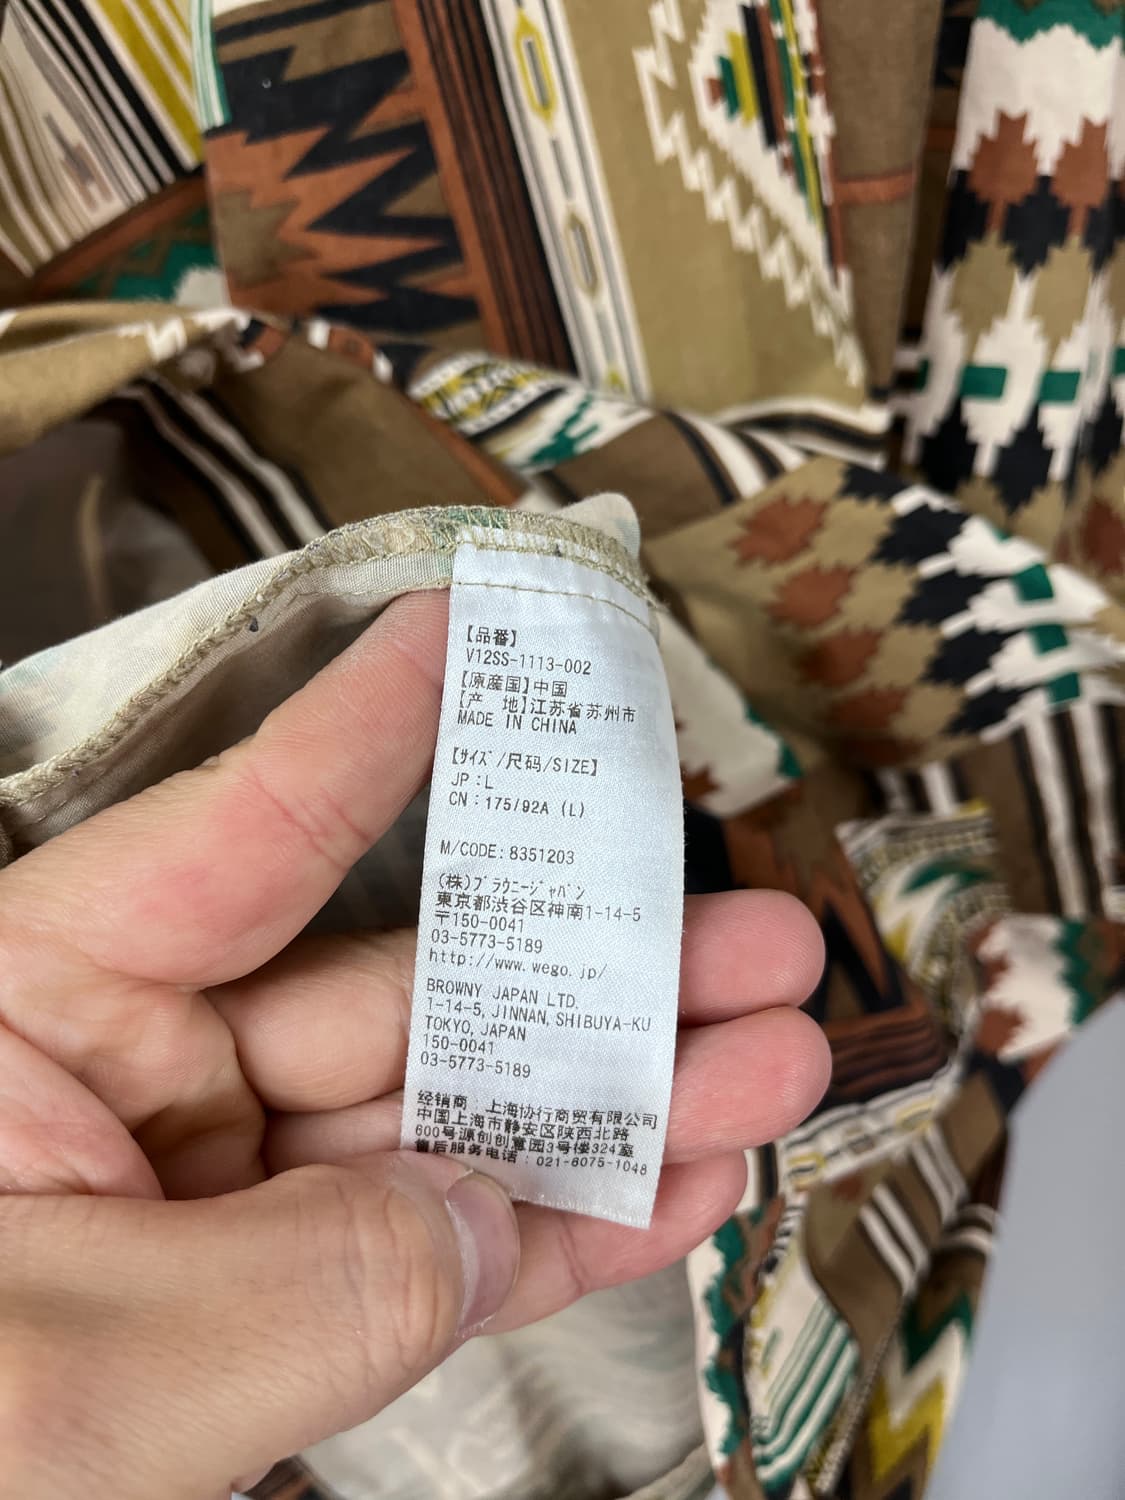 【品番】
V12SS-1113-002
【原産国】中国
【产　地】江苏省苏州市
MADE IN CHINA
【ｻｲｽﾞ/尺码/SIZE】
JP：L
CN：175/92A (L)
M/CODE：8351203
(株)ﾌﾞﾗｳﾆｰｼﾞｬﾊﾟﾝ
東京都渋谷区神南1-14-5
〒150-0041
03-5773-5189
http://www.wego.jp/
BROWNY JAPAN LTD.
1-14-5, JINNAN, SHIBUYA-KU
TOKYO, JAPAN
150-0041
03-5773-5189
经销商：上海协行商贸有限公司
中国上海市静安区陕西北路
600号源创创意园3号楼324室
售后服务电话：021-6075-1048